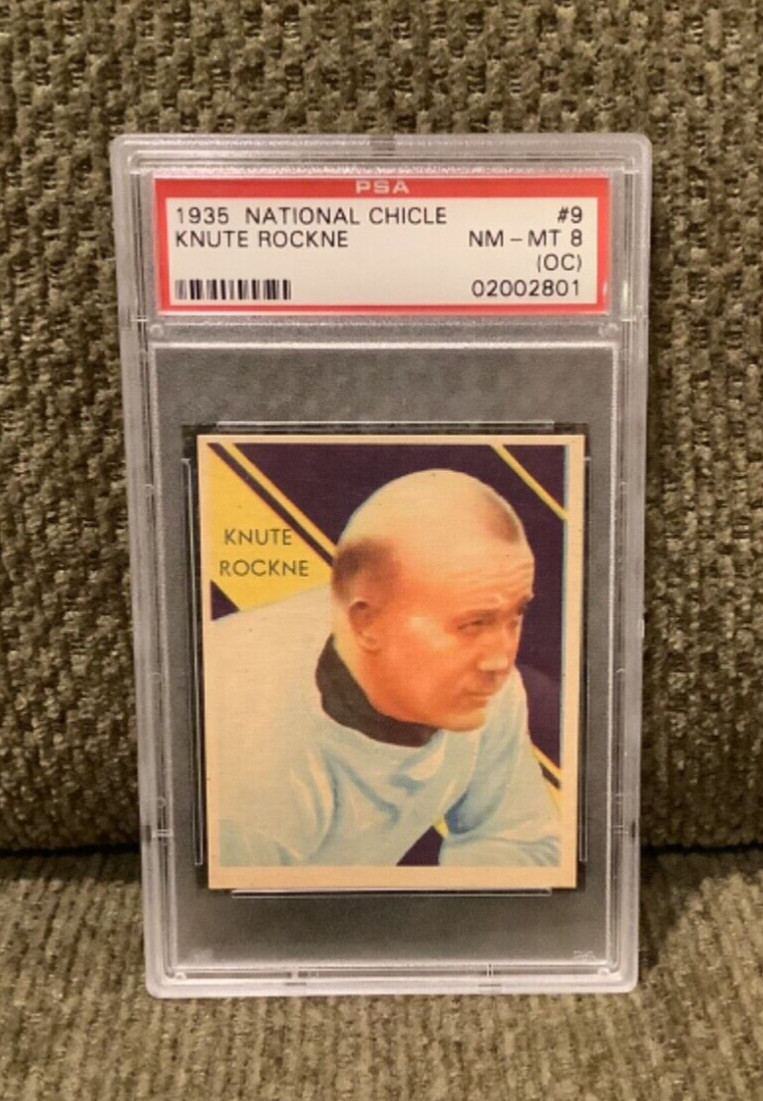 PSA
1935 NATIONAL CHICLE #9
KNUTE ROCKNE NM - MT 8
(OC)
02002801
KNUTE
ROCKNE